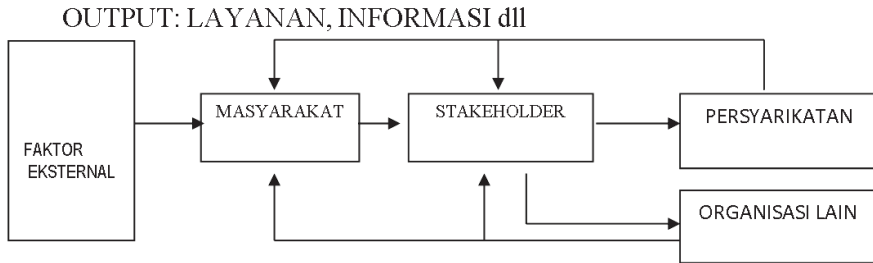 OUTPUT: LAYANAN, INFORMASI dll
MASYARAKAT
STAKEHOLDER
PERSYARIKATAN
FAKTOR
EKSTERNAL
ORGANISASI LAIN